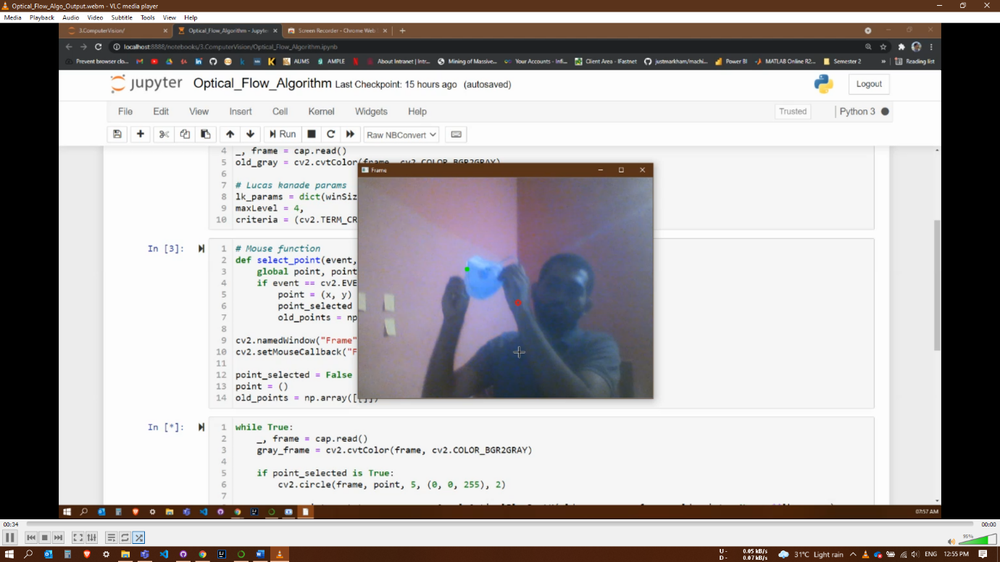 Optical_Flow_Algo_Output.webm - VLC media player
Media Playback Audio Video Subtitle Tools View Help
3.ComputerVision/
Optical_Flow_Algorithm - Jupyte
Screen Recorder - Chrome Web
localhost:8888/notebooks/3.ComputerVision/Optical_Flow_Algorithm.ipynb
Prevent browser clo... AUMS AMPLE About Intranet | Intr... Mining of Massive... Your Accounts - Infi... Client Area - IFastnet justmarkham/machi... Power BI MATLAB Online R2... Semester 2 » Reading list
jupyter Optical_Flow_Algorithm Last Checkpoint: 15 hours ago (autosaved)
Logout
File Edit View Insert Cell Kernel Widgets Help
Trusted
Python 3
Run
Raw NBConvert
4 _, frame = cap.read()
5 old_gray = cv2.cvtColor(frame, cv2.COLOR_BGR2GRAY)
6
7 # Lucas kanade params
8 lk_params = dict(winSiz
9 maxLevel = 4,
10 criteria = (cv2.TERM_CR
Frame
In [3]:
1 # Mouse function
2 def select_point(event,
3 global point, point
4 if event == cv2.EVE
5 point = (x, y)
6 point_selected
7 old_points = np
8
9 cv2.namedWindow("Frame"
10 cv2.setMouseCallback("F
11
12 point_selected = False
13 point = ()
14 old_points = np.array([[]])
In [*]:
1 while True:
2 _, frame = cap.read()
3 gray_frame = cv2.cvtColor(frame, cv2.COLOR_BGR2GRAY)
4
5 if point_selected is True:
6 cv2.circle(frame, point, 5, (0, 0, 255), 2)
7
07:57 AM
00:34
00:00
95%
U - 0.05 kB/s
D - 0.07 kB/s
31°C Light rain
ENG
12:55 PM